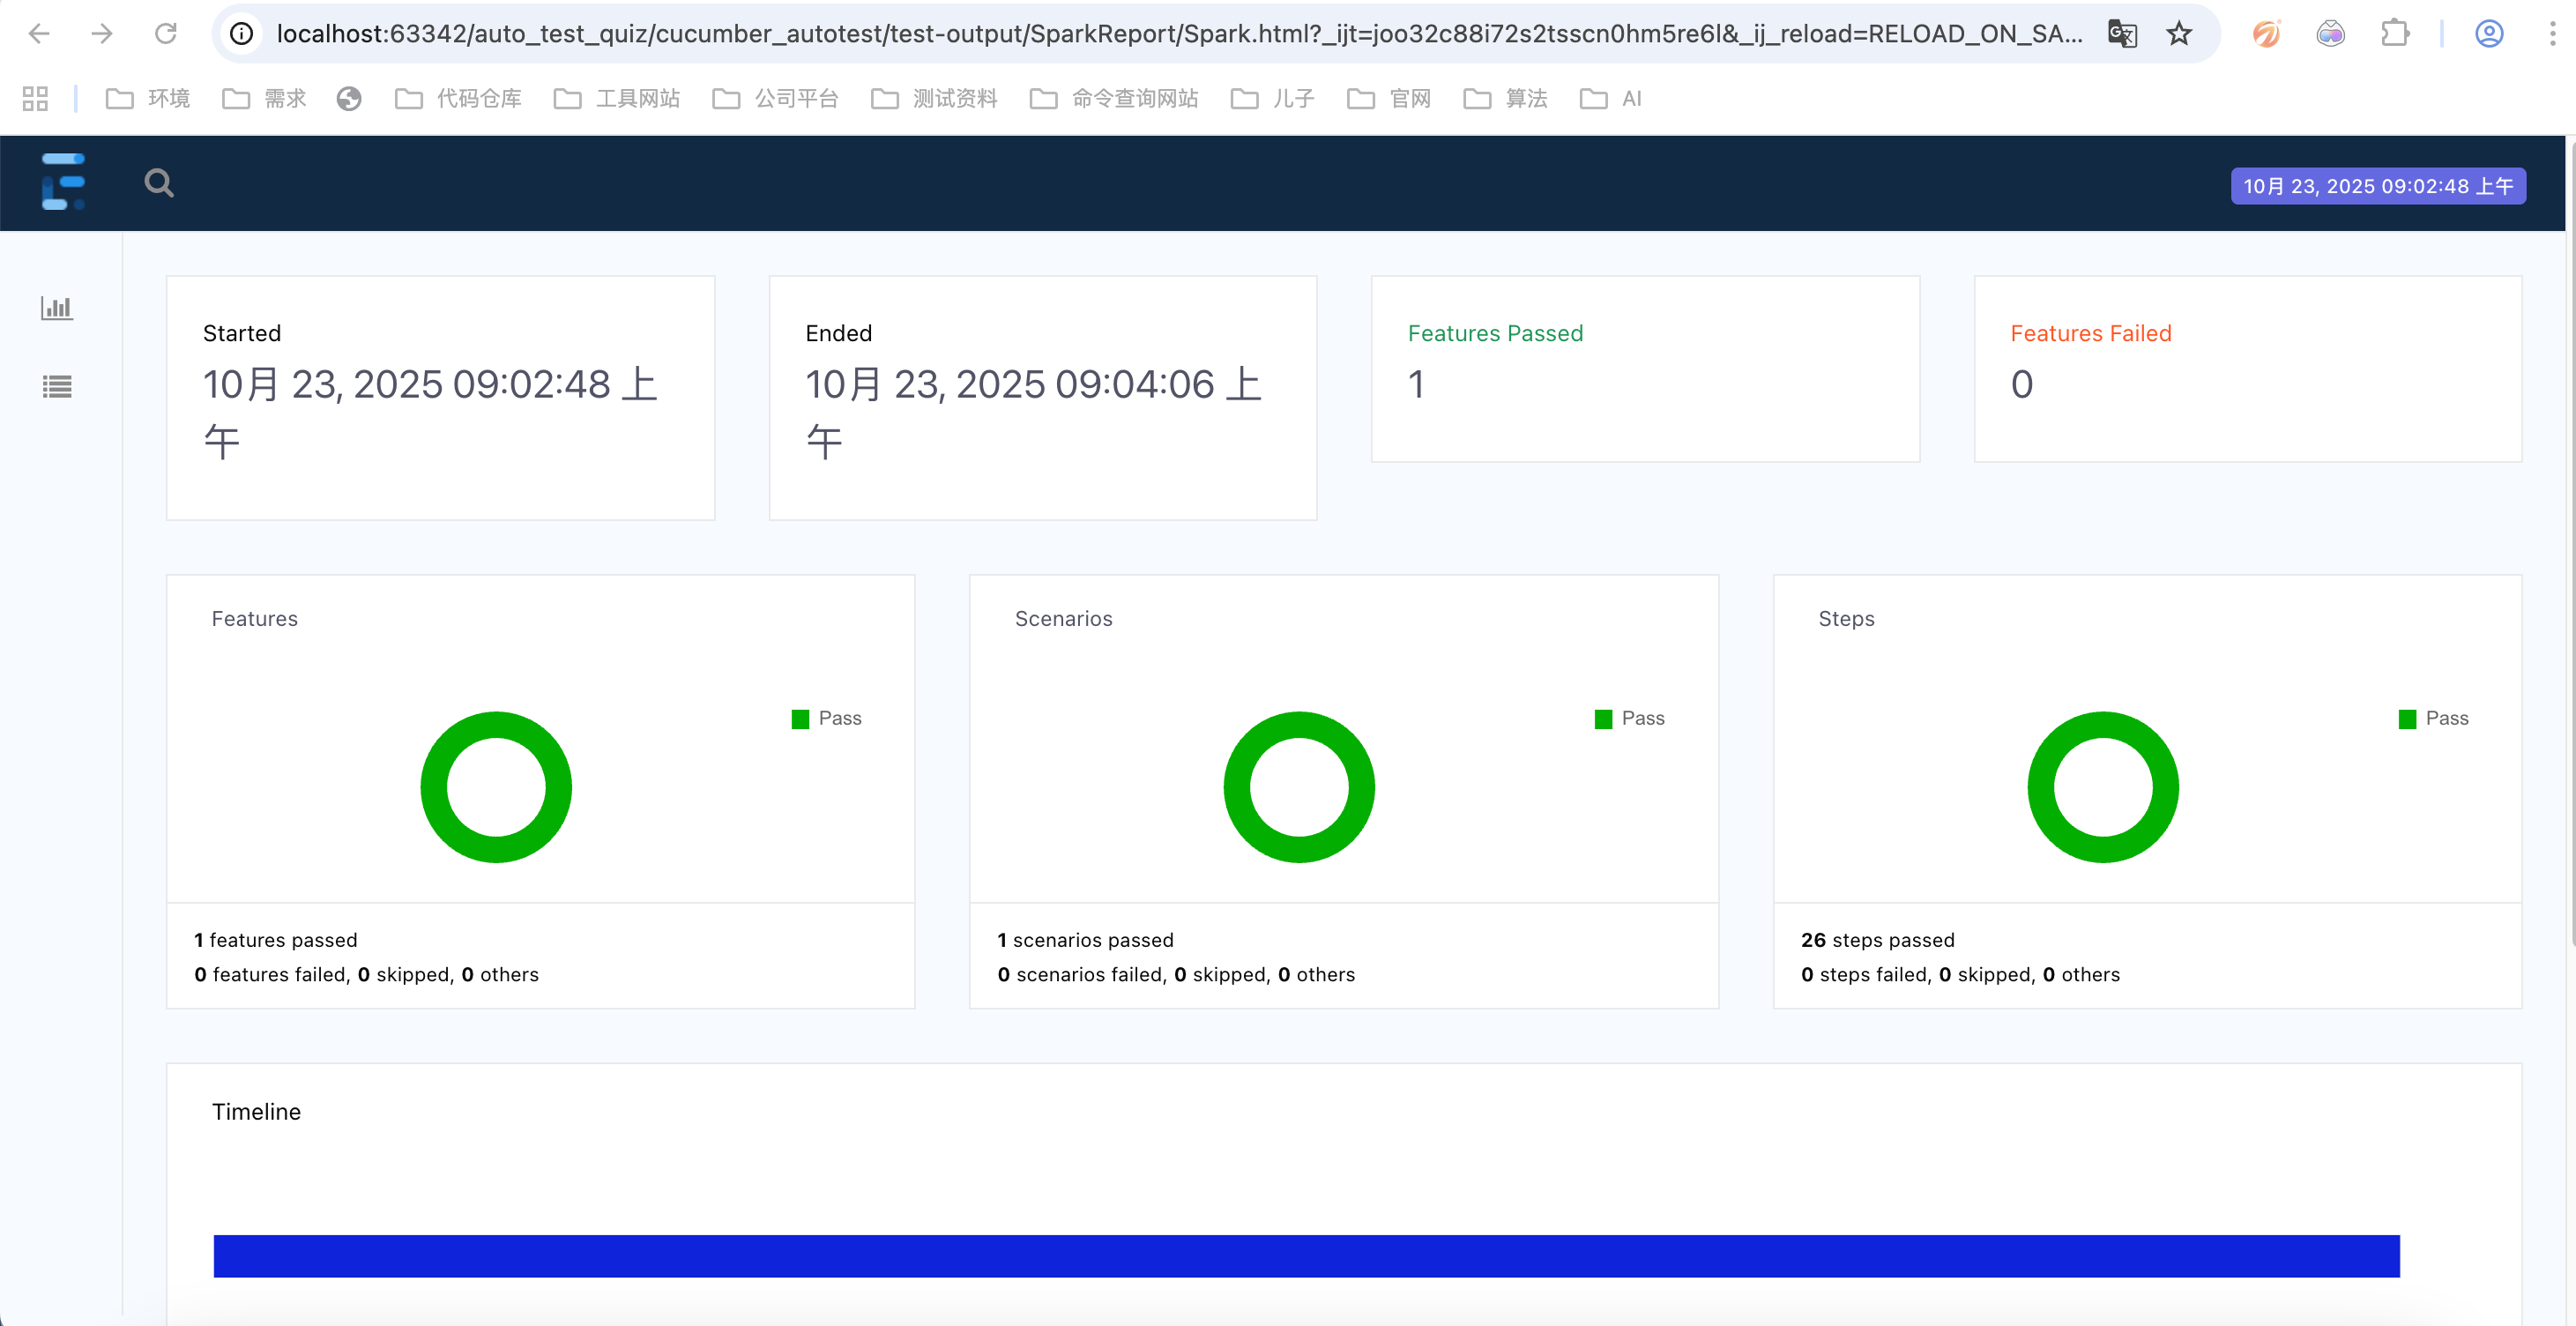 localhost:63342/auto_test_quiz/cucumber_autotest/test-output/SparkReport/Spark.html?_ijt=joo32c88i72s2tsscn0hm5re6l&_ij_reload=RELOAD_ON_SA...
环境 需求 代码仓库 工具网站 公司平台 测试资料 命令查询网站 儿子 官网 算法 AI
10月 23, 2025 09:02:48 上午
Started
10月 23, 2025 09:02:48 上
午
Ended
10月 23, 2025 09:04:06 上
午
Features Passed
1
Features Failed
0
Features
Pass
1 features passed
0 features failed, 0 skipped, 0 others
Scenarios
Pass
1 scenarios passed
0 scenarios failed, 0 skipped, 0 others
Steps
Pass
26 steps passed
0 steps failed, 0 skipped, 0 others
Timeline